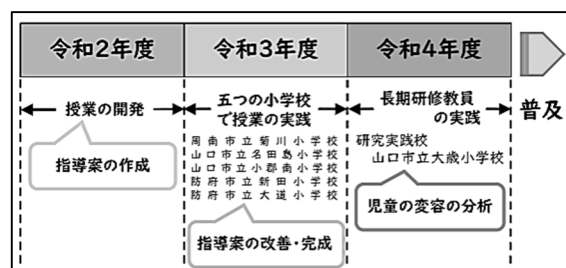 令和2年度
令和3年度
令和4年度
授業の開発
五つの小学校
で授業の実践
長期研修教員
の実践
普及
指導案の作成
周南市立菊川小学校
山口市立名田島小学校
山口市立小郡南小学校
防府市立新田小学校
防府市立大道小学校
研究実践校
山口市立大歳小学校
指導案の改善・完成
児童の変容の分析